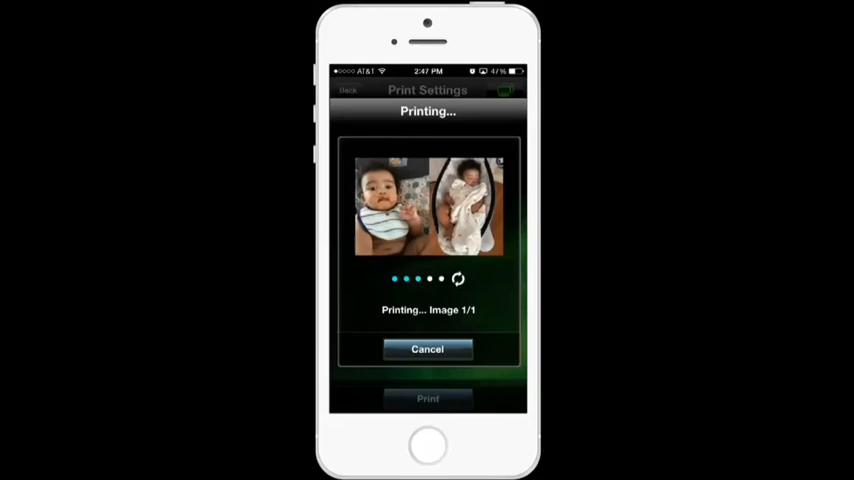 AT&T 2:47 PM 47%
Back Print Settings
Printing...
Printing... Image 1/1
Cancel
Print